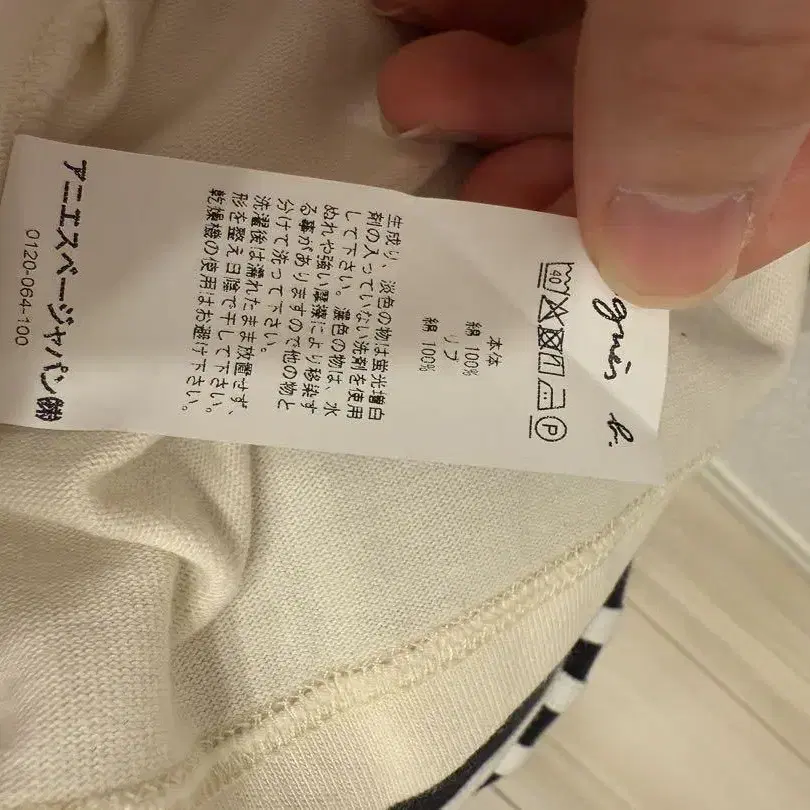 agnès b.
40 P
本体
綿 100%
リブ
綿 100%
生成り、淡色の物は蛍光増白
剤の入っていない洗剤を使用
して下さい。濃色の物は、水
ぬれや強い摩擦により移染す
る事がありますので他の物と
分けて洗って下さい。
洗濯後は濡れたまま放置せず、
形を整え日陰で干して下さい。
乾燥機の使用はお避け下さい。
アニエスベージャパン㈱
0120-064-100